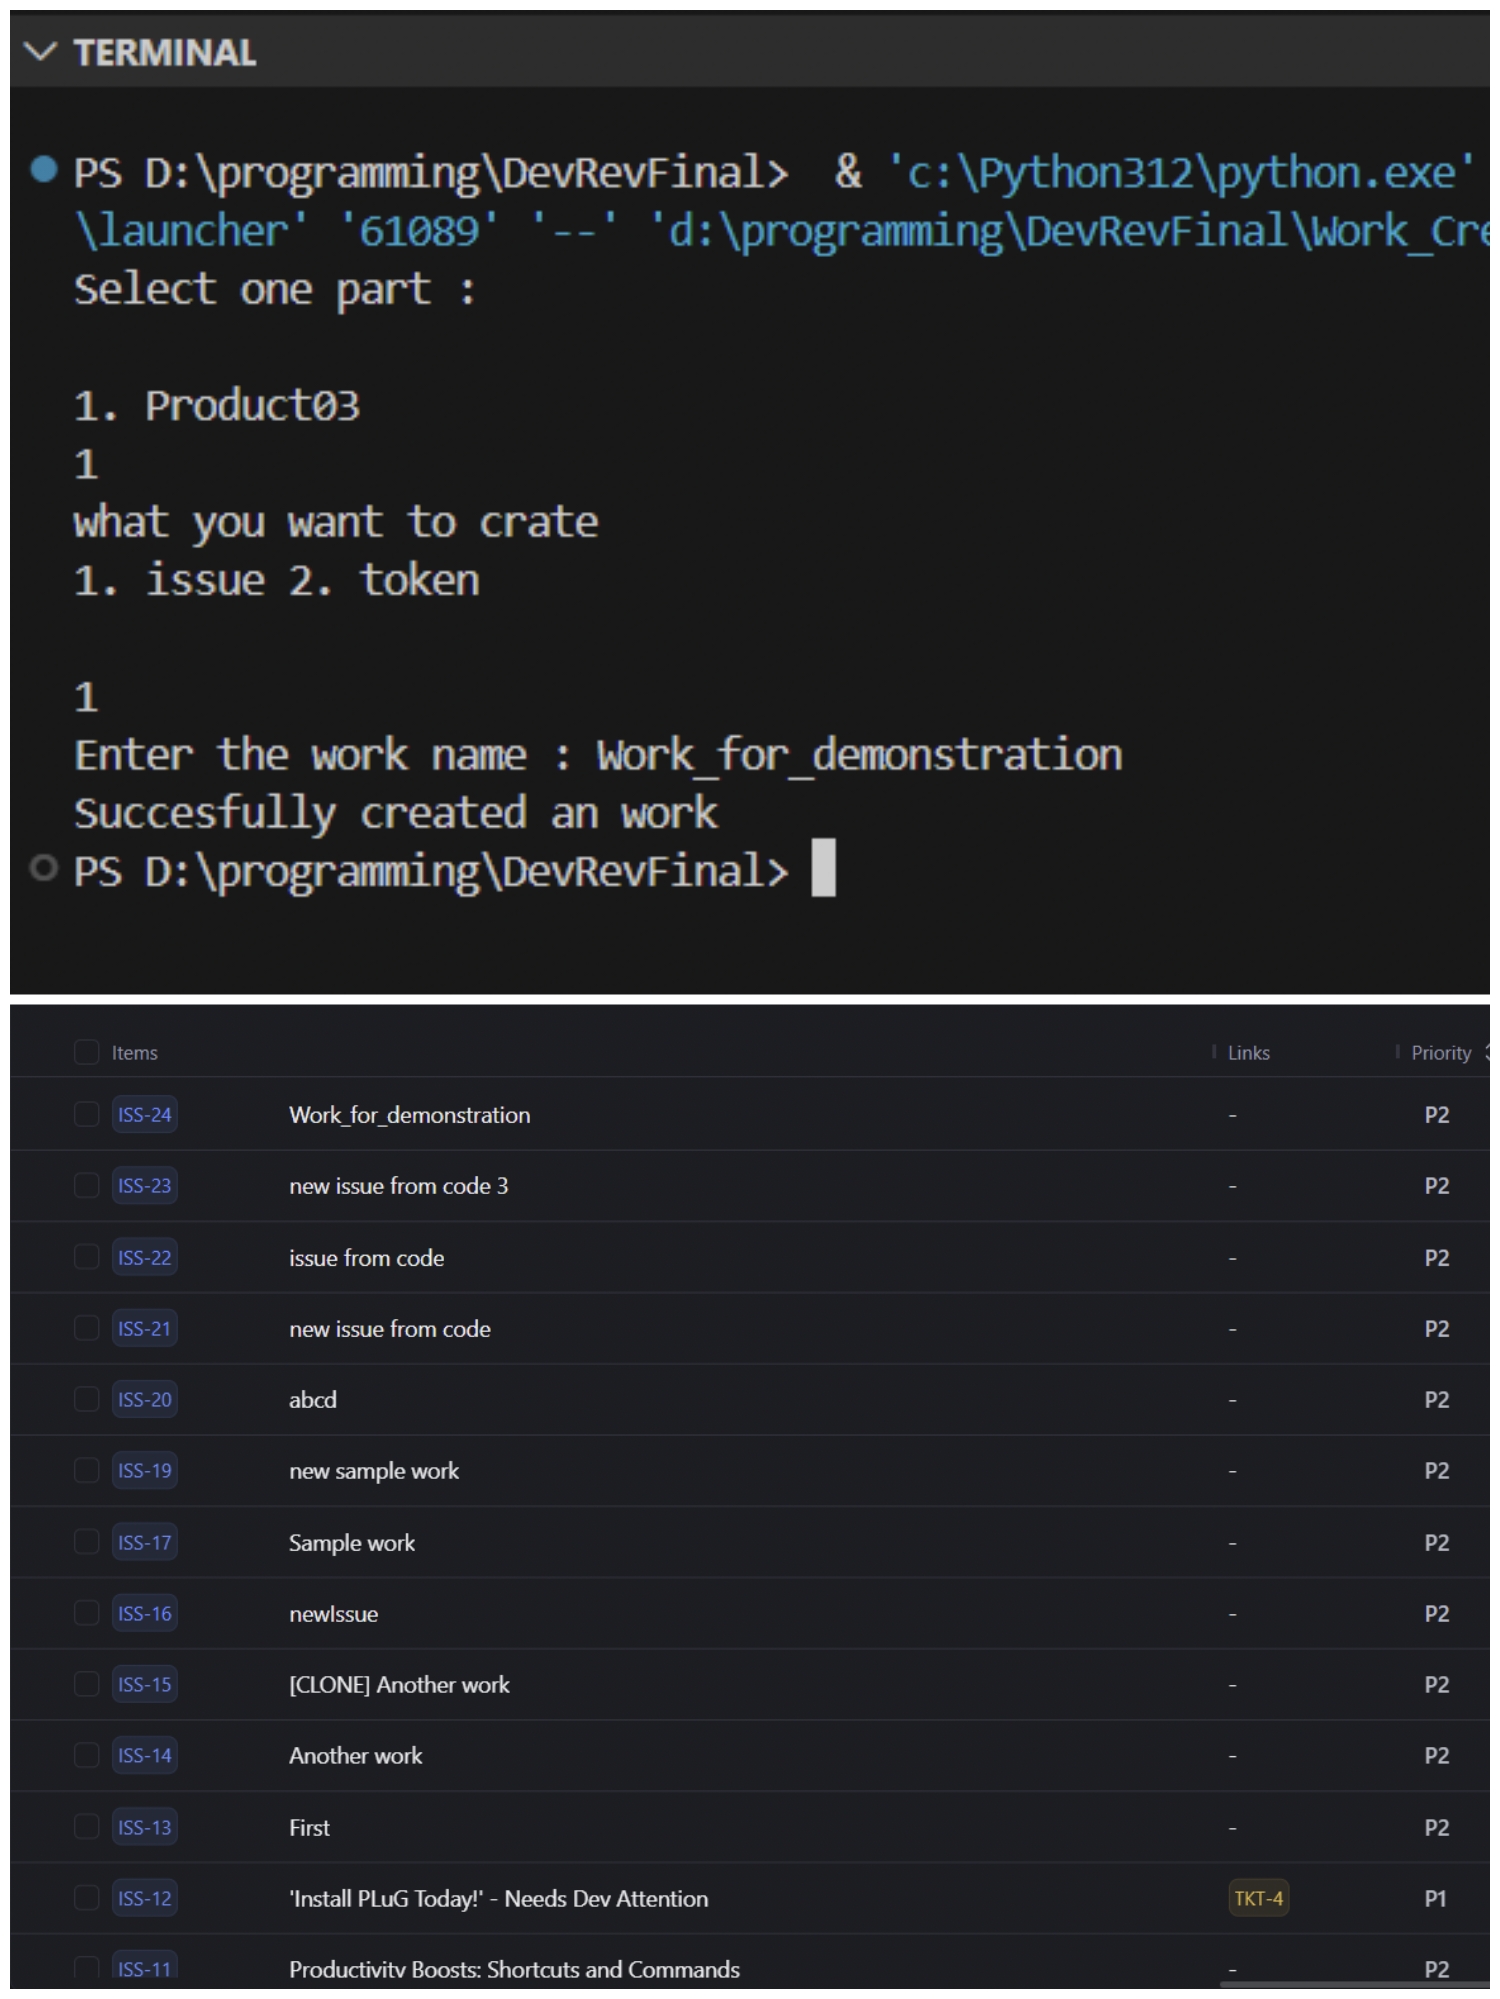 TERMINAL
PS D:\programming\DevRevFinal>  & 'c:\Python312\python.exe'
\launcher' '61089' '--' 'd:\programming\DevRevFinal\Work_Cre
Select one part :
1. Product03
1
what you want to crate
1. issue 2. token
1
Enter the work name : Work_for_demonstration
Succesfully created an work
PS D:\programming\DevRevFinal>
Items Links Priority
ISS-24 Work_for_demonstration - P2
ISS-23 new issue from code 3 - P2
ISS-22 issue from code - P2
ISS-21 new issue from code - P2
ISS-20 abcd - P2
ISS-19 new sample work - P2
ISS-17 Sample work - P2
ISS-16 newIssue - P2
ISS-15 [CLONE] Another work - P2
ISS-14 Another work - P2
ISS-13 First - P2
ISS-12 'Install PLuG Today!' - Needs Dev Attention TKT-4 P1
ISS-11 Productivity Boosts: Shortcuts and Commands - P2